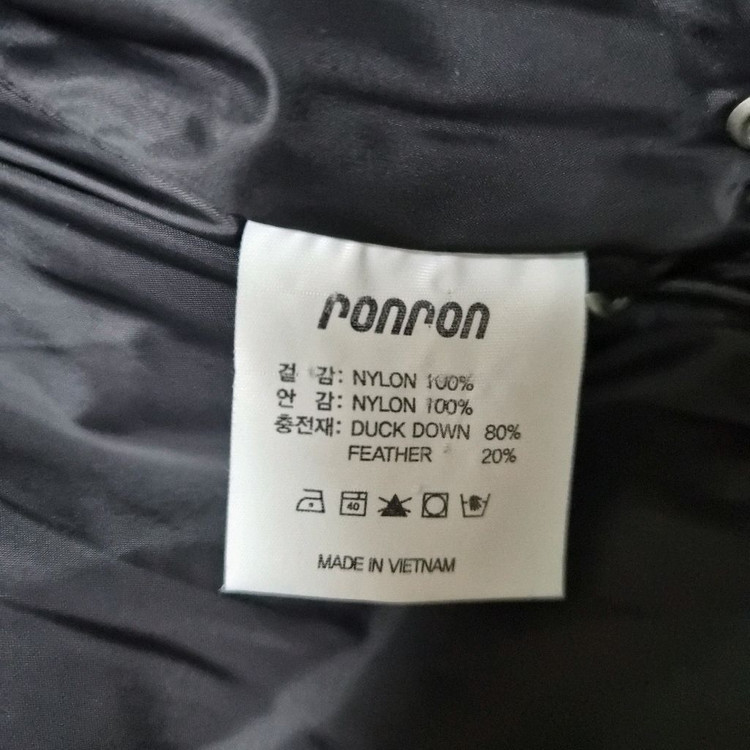 ronron
겉 감: NYLON 100%
안 감: NYLON 100%
충전재: DUCK DOWN 80%
FEATHER 20%
40
MADE IN VIETNAM